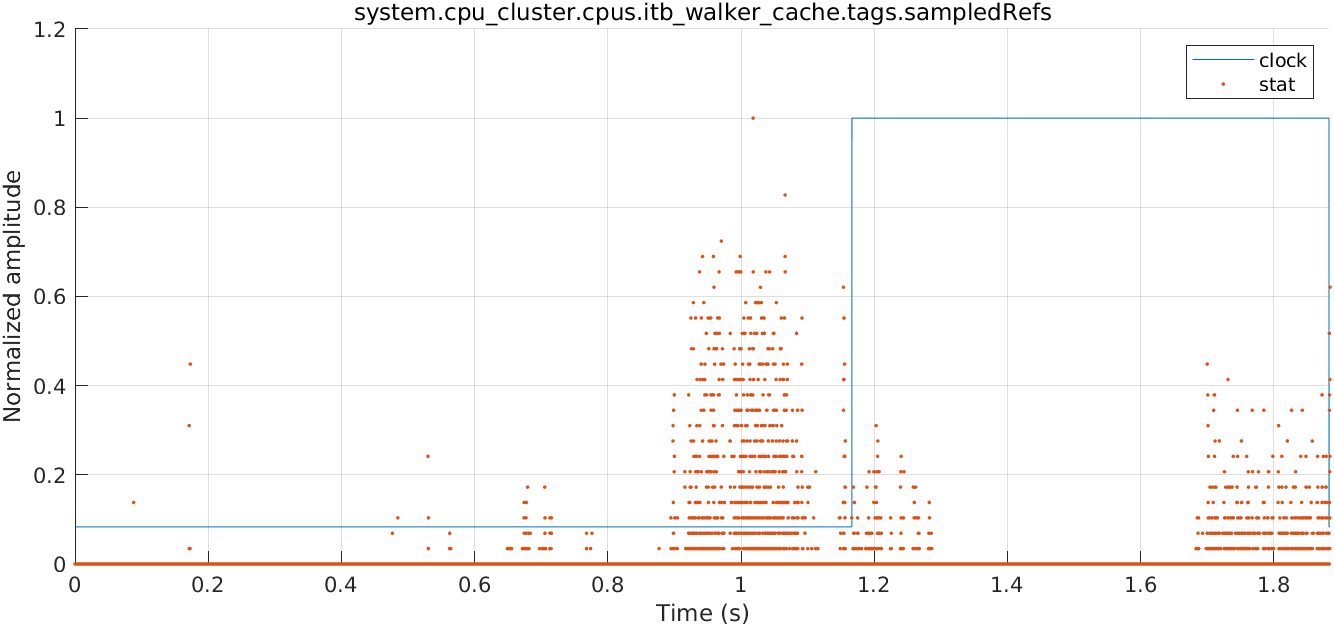 system.cpu_cluster.cpus.itb_walker_cache.tags.sampledRefs
1.2
1
0.8
0.6
0.4
0.2
0
Normalized amplitude
clock
stat
0 0.2 0.4 0.6 0.8 1 1.2 1.4 1.6 1.8
Time (s)